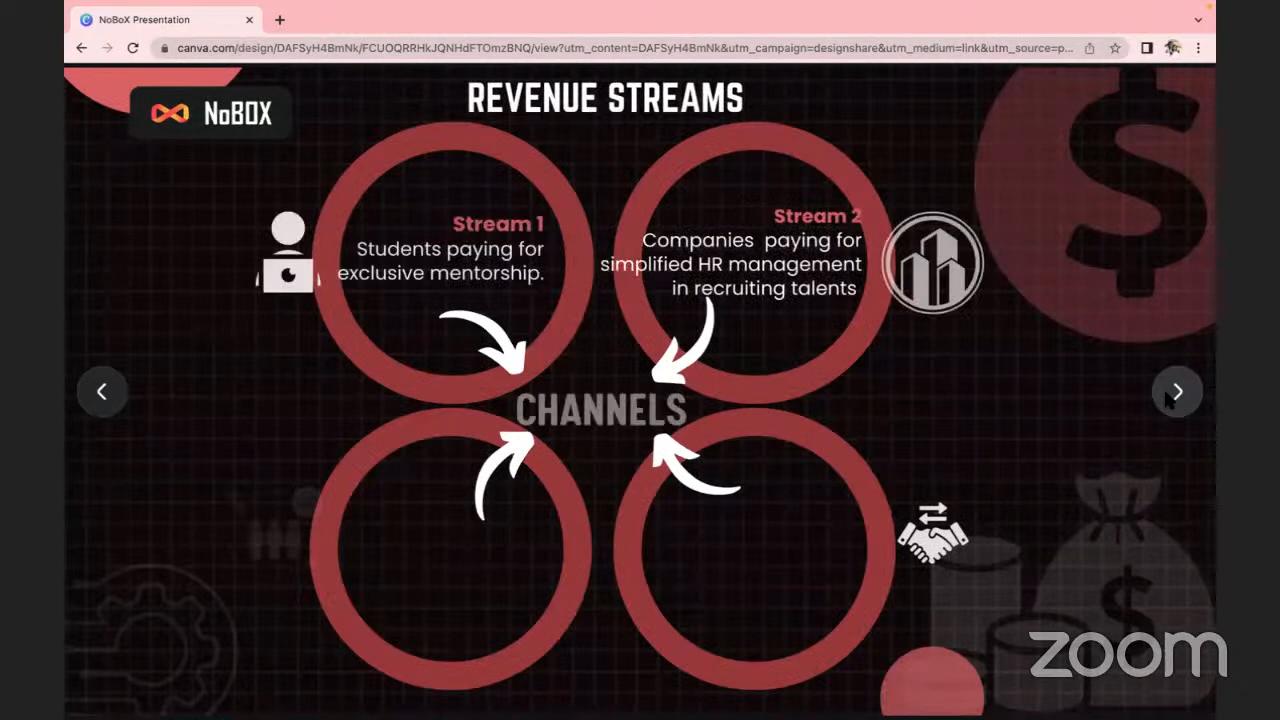 NoBoX Presentation
canva.com/design/DAFSyH4BmNk/FCUOQRRHkJQNHdFTOmzBNQ/view?utm_content=DAFSyH4BmNk&utm_campaign=designshare&utm_medium=link&utm_source=p...
REVENUE STREAMS
NoBOX
Stream 1
Students paying for
exclusive mentorship.
Stream 2
Companies paying for
simplified HR management
in recruiting talents
CHANNELS
zoom